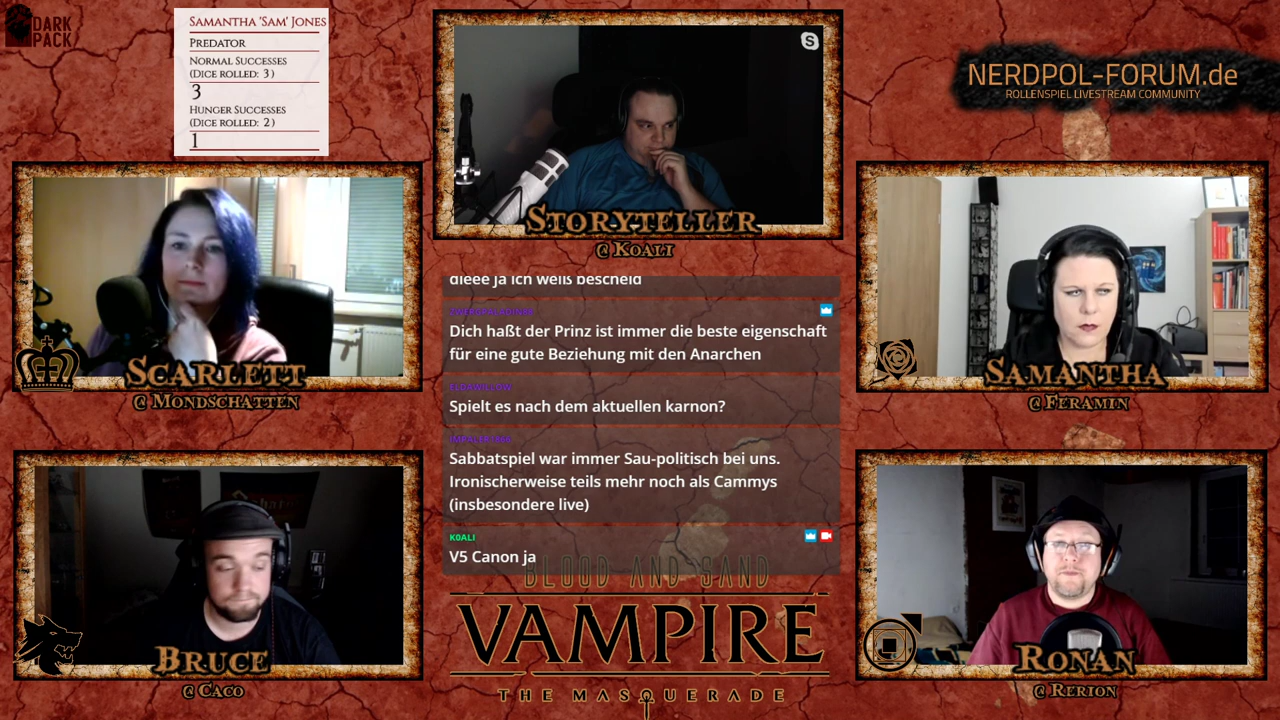 DARK
PACK
Samantha 'Sam' Jones
Predator
Normal Successes
(Dice rolled: 3)
3
Hunger Successes
(Dice rolled: 2)
1
NERDPOL-FORUM.de
ROLLENSPIEL LIVESTREAM COMMUNITY
Storyteller
@ Koali
Scarlett
@ Mondschatten
Samantha
@ Feramin
dieee ja ich weiß bescheid
Dich haßt der Prinz ist immer die beste eigenschaft
für eine gute Beziehung mit den Anarchen
Spielt es nach dem aktuellen karnon?
Sabbatspiel war immer Sau-politisch bei uns.
Ironischerweise teils mehr noch als Cammys
(insbesondere live)
KOALI
V5 Canon ja
Bruce
@ Caco
Ronan
@ Rerion
BLOOD AND SAND
VAMPIRE
THE MASQUERADE